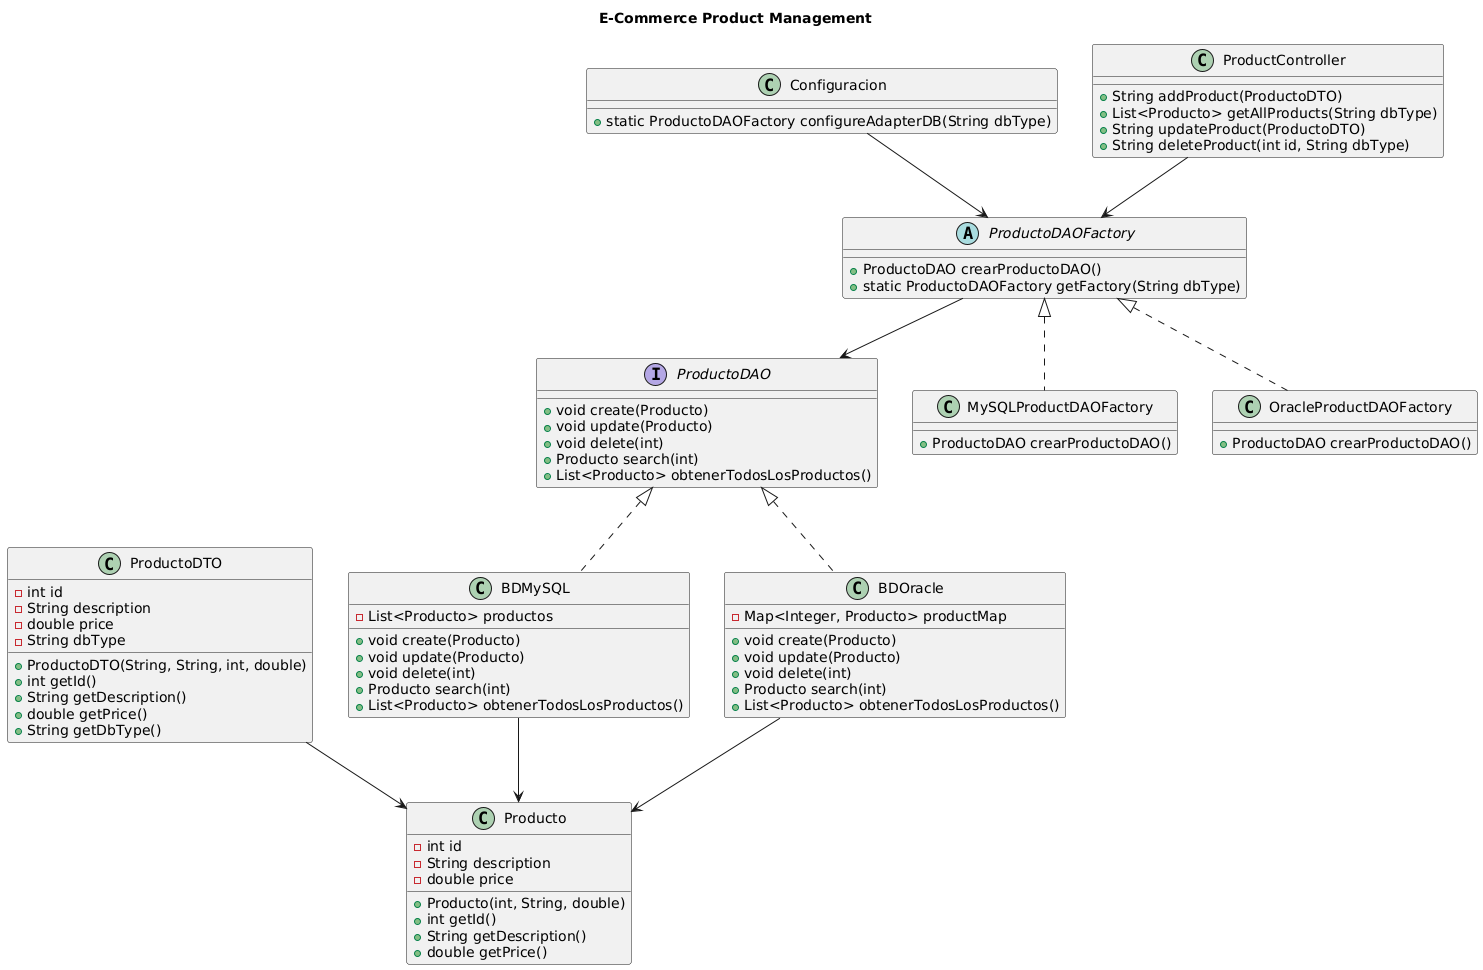 E-Commerce Product Management
C Configuracion
static ProductoDAOFactory configureAdapterDB(String dbType)
C ProductController
String addProduct(ProductoDTO)
List<Producto> getAllProducts(String dbType)
String updateProduct(ProductoDTO)
String deleteProduct(int id, String dbType)
A ProductoDAOFactory
ProductoDAO crearProductoDAO()
static ProductoDAOFactory getFactory(String dbType)
I ProductoDAO
void create(Producto)
void update(Producto)
void delete(int)
Producto search(int)
List<Producto> obtenerTodosLosProductos()
C MySQLProductDAOFactory
ProductoDAO crearProductoDAO()
C OracleProductDAOFactory
ProductoDAO crearProductoDAO()
C ProductoDTO
int id
String description
double price
String dbType
ProductoDTO(String, String, int, double)
int getId()
String getDescription()
double getPrice()
String getDbType()
C BDMySQL
List<Producto> productos
void create(Producto)
void update(Producto)
void delete(int)
Producto search(int)
List<Producto> obtenerTodosLosProductos()
C BDOracle
Map<Integer, Producto> productMap
void create(Producto)
void update(Producto)
void delete(int)
Producto search(int)
List<Producto> obtenerTodosLosProductos()
C Producto
int id
String description
double price
Producto(int, String, double)
int getId()
String getDescription()
double getPrice()